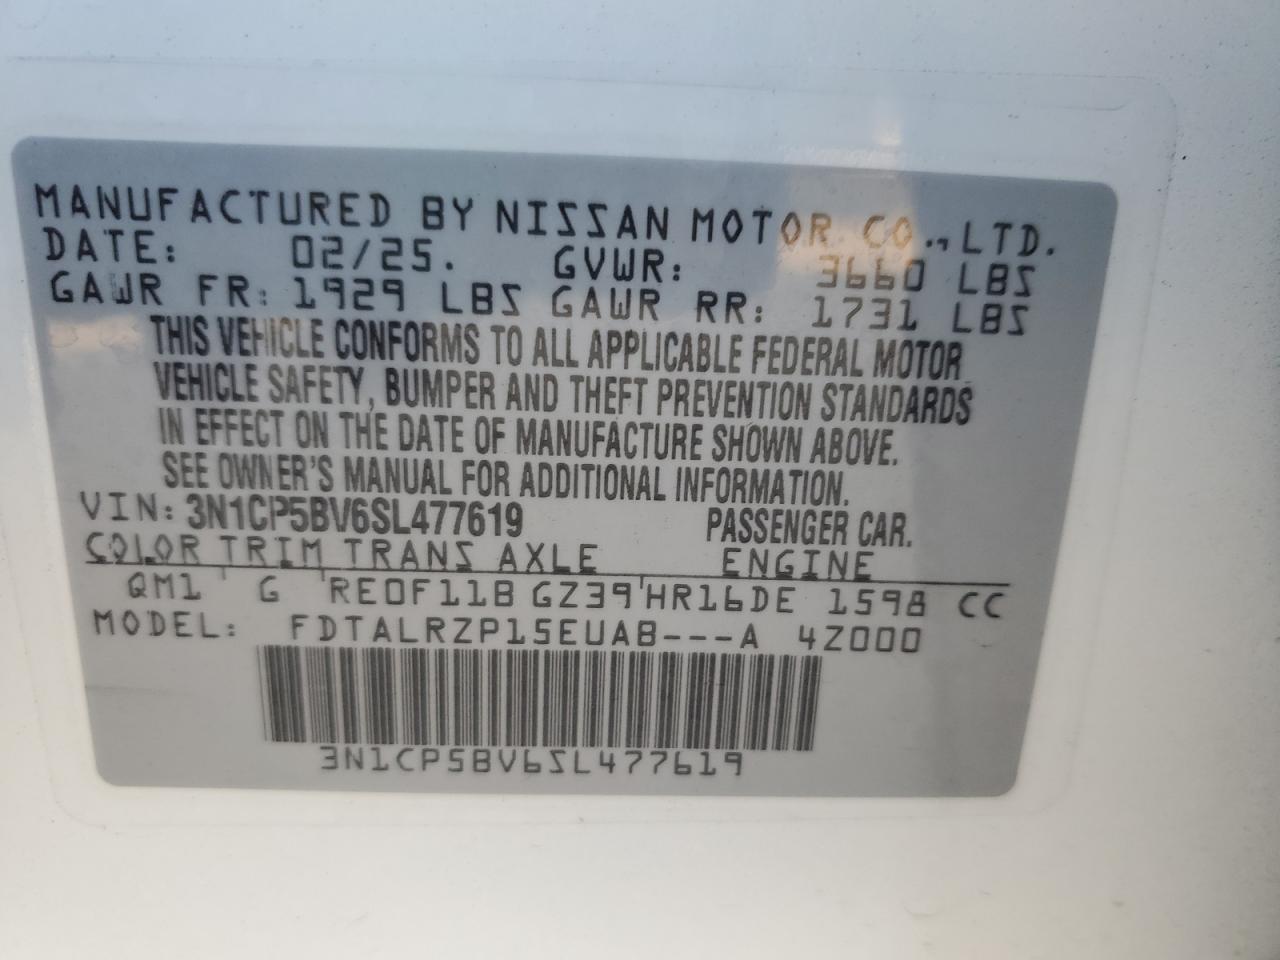 MANUFACTURED BY NISSAN MOTOR CO., LTD.
DATE: 02/25. GVWR: 3660 LBS
GAWR FR: 1929 LBS GAWR RR: 1731 LBS
THIS VEHICLE CONFORMS TO ALL APPLICABLE FEDERAL MOTOR
VEHICLE SAFETY, BUMPER AND THEFT PREVENTION STANDARDS
IN EFFECT ON THE DATE OF MANUFACTURE SHOWN ABOVE.
SEE OWNER'S MANUAL FOR ADDITIONAL INFORMATION.
VIN: 3N1CP5BV6SL477619 PASSENGER CAR.
COLOR TRIM TRANS AXLE ENGINE
QM1 G RE0F11B GZ39 HR16DE 1598 CC
MODEL: FDTALRZP15EUAB---A 4Z000
3N1CP5BV6SL477619